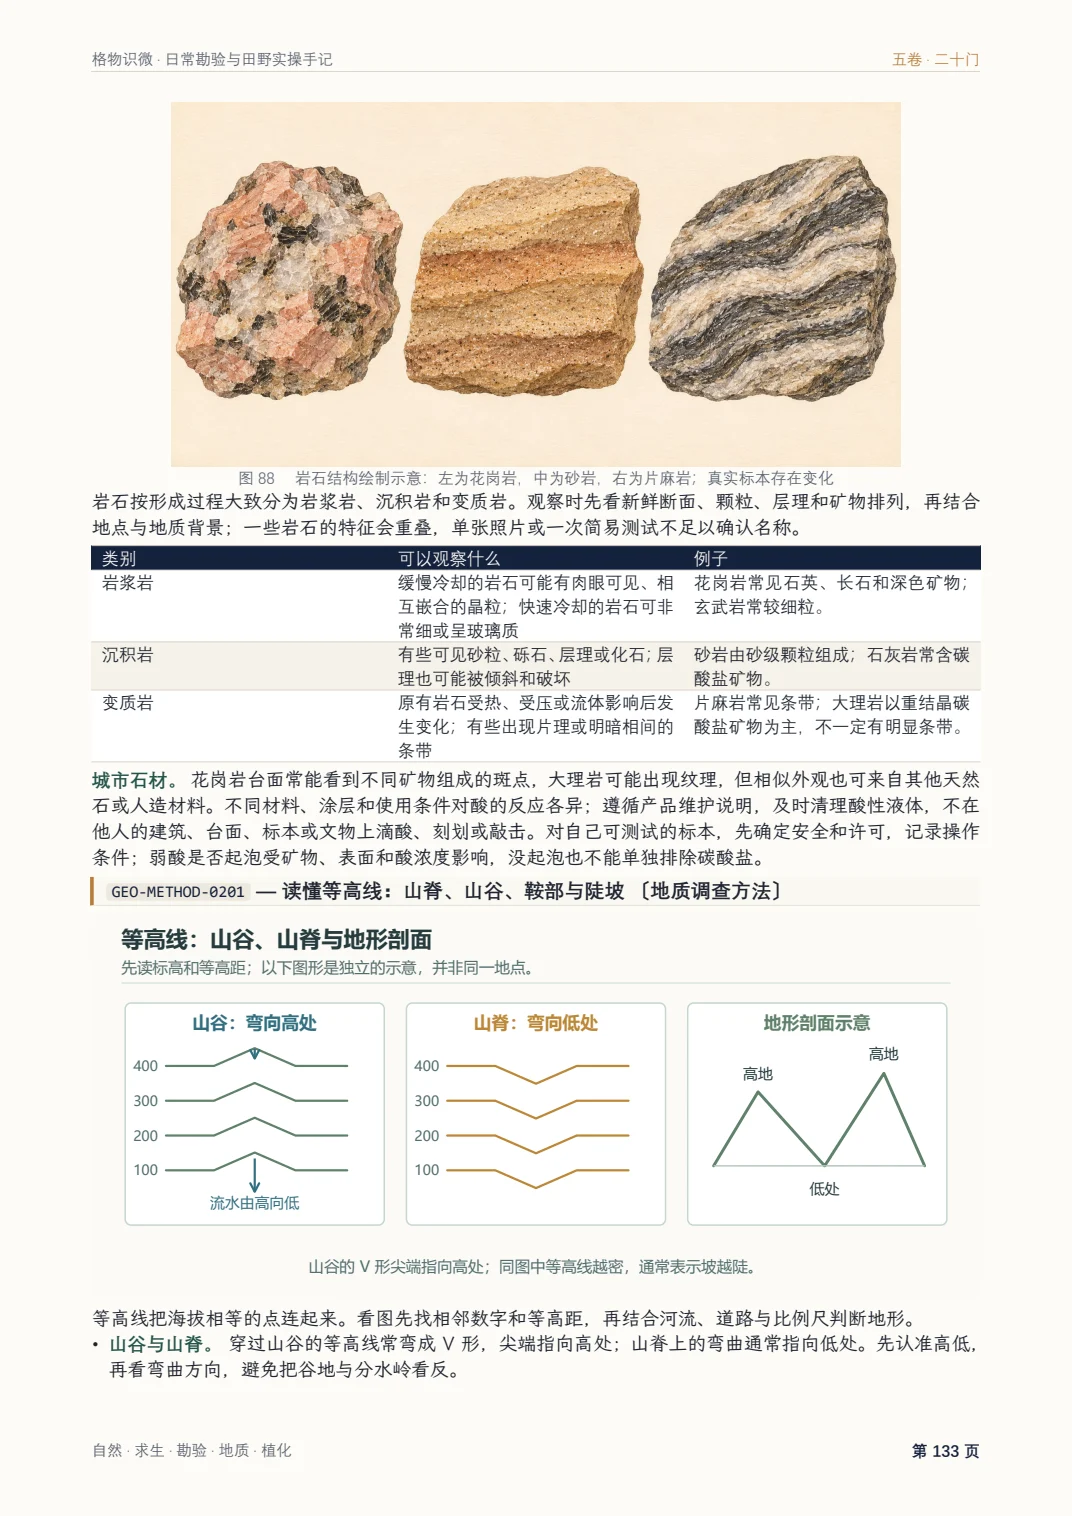 格物识微 · 日常勘验与田野实操手记
五卷 · 二十门
图 88 岩石结构绘制示意：左为花岗岩，中为砂岩，右为片麻岩；真实标本存在变化
岩石按形成过程大致分为岩浆岩、沉积岩和变质岩。观察时先看新鲜断面、颗粒、层理和矿物排列，再结合
地点与地质背景；一些岩石的特征会重叠，单张照片或一次简易测试不足以确认名称。
类别 可以观察什么 例子
岩浆岩 缓慢冷却的岩石可能有肉眼可见、相 花岗岩常见石英、长石和深色矿物；
互嵌合的晶粒；快速冷却的岩石可非 玄武岩常较细粒。
常细或呈玻璃质
沉积岩 有些可见砂粒、砾石、层理或化石；层 砂岩由砂级颗粒组成；石灰岩常含碳
理也可能被倾斜和破坏 酸盐矿物。
变质岩 原有岩石受热、受压或流体影响后发 片麻岩常见条带；大理岩以重结晶碳
生变化；有些出现片理或明暗相间的 酸盐矿物为主，不一定有明显条带。
条带
城市石材。 花岗岩台面常能看到不同矿物组成的斑点，大理岩可能出现纹理，但相似外观也可来自其他天然
石或人造材料。不同材料、涂层和使用条件对酸的反应各异；遵循产品维护说明，及时清理酸性液体，不在
他人的建筑、台面、标本或文物上滴酸、刻划或敲击。对自己可测试的标本，先确定安全和许可，记录操作
条件；弱酸是否起泡受矿物、表面和酸浓度影响，没起泡也不能单独排除碳酸盐。
GEO-METHOD-0201 — 读懂等高线：山脊、山谷、鞍部与陡坡 〔地质调查方法〕
等高线：山谷、山脊与地形剖面
先读标高和等高距；以下图形是独立的示意，并非同一地点。
山谷：弯向高处
400
300
200
100
流水由高向低
山脊：弯向低处
400
300
200
100
地形剖面示意
高地
高地
低处
山谷的 V 形尖端指向高处；同图中等高线越密，通常表示坡越陡。
等高线把海拔相等的点连起来。看图先找相邻数字和等高距，再结合河流、道路与比例尺判断地形。
• 山谷与山脊。 穿过山谷的等高线常弯成 V 形，尖端指向高处；山脊上的弯曲通常指向低处。先认准高低，
再看弯曲方向，避免把谷地与分水岭看反。
自然 · 求生 · 勘验 · 地质 · 植化
第 133 页